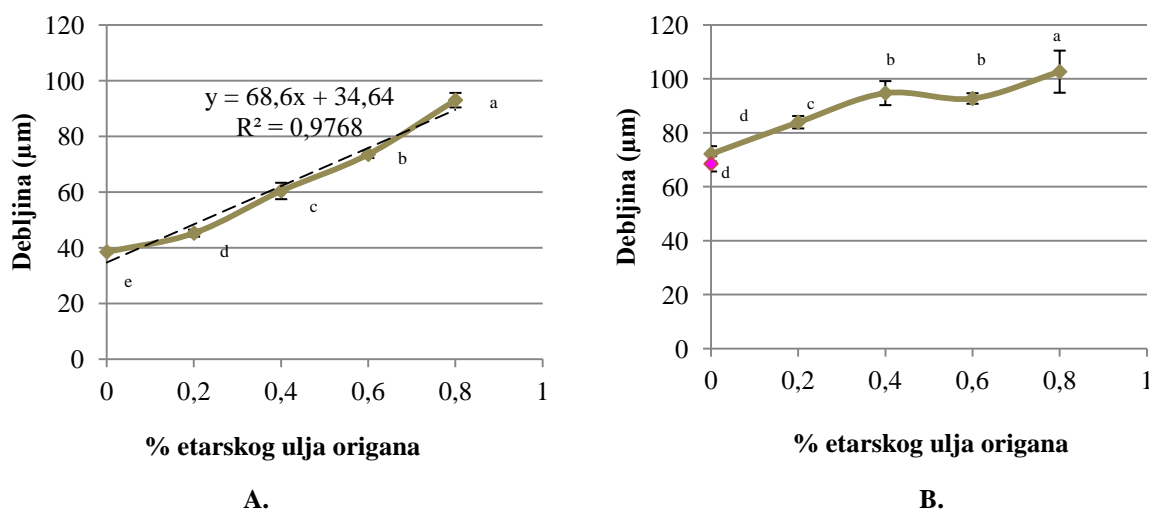 120
100
80
60
40
20
0
Debljina (µm)
y = 68,6x + 34,64
R² = 0,9768
a
b
c
d
e
0 0,2 0,4 0,6 0,8 1
% etarskog ulja origana
A.
120
100
80
60
40
20
0
Debljina (µm)
a
b b
c
d
d
0 0,2 0,4 0,6 0,8 1
% etarskog ulja origana
B.